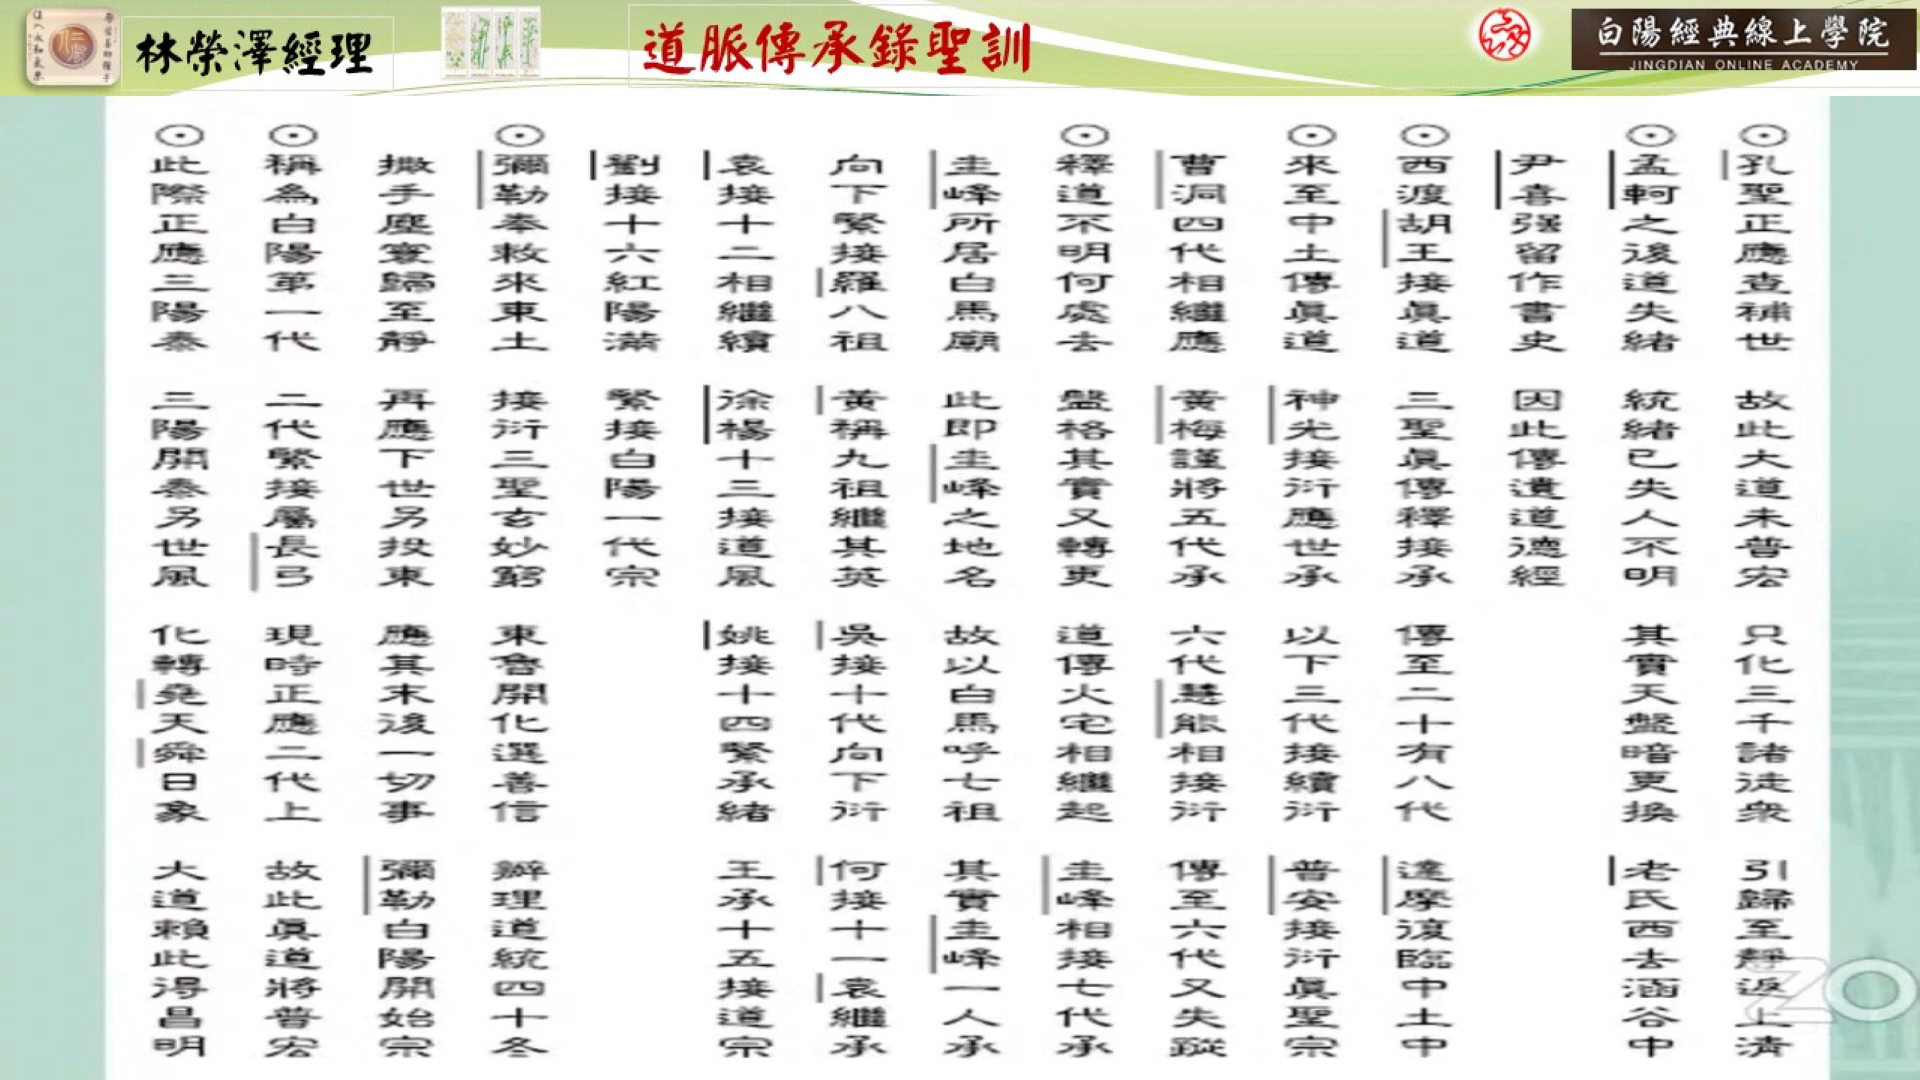 林榮澤經理
道脈傳承錄聖訓
白陽經典線上學院
JINGDIAN ONLINE ACADEMY
⊙孔聖正應查補世 故此大道未普宏 只化三千諸徒眾 引歸至靜返上清
⊙孟軻之後道失緒 統緒已失人不明 其實天盤暗更換 老氏西去涵谷中
尹喜强留作書史 因此傳遺道德經
⊙西渡胡王接眞道 三聖眞傳釋接承 傳至二十有八代 達摩復臨中土中
⊙來至中土傳眞道 神光接衍應世承 以下三代接續衍 普安接衍眞聖宗
曹洞四代相繼應 黃梅謹將五代承 六代慧能相接衍 傳至六代又失蹤
⊙釋道不明何處去 盤格其實又轉更 道傳火宅相繼起 圭峰相接七代承
圭峰所居白馬廟 此即圭峰之地名 故以白馬呼七祖 其實圭峰一人承
向下緊接羅八祖 黃稱九祖繼其英 吳接十代向下衍 何接十一袁繼承
袁接十二相繼續 徐楊十三接道風 姚接十四緊承緒 王承十五接道宗
劉接十六紅陽滿 緊接白陽一代宗
⊙彌勒奉敕來東土 接衍三聖玄妙窮 東魯開化選善信 辦理道統四十冬
撒手塵寰歸至靜 再應下世另投東 應其末後一切事 彌勒白陽開始宗
⊙稱為白陽第一代 二代緊接屬長弓 現時正應二代上 故此眞道將普宏
⊙此際正應三陽泰 三陽開泰另世風 化轉堯天舜日象 大道賴此得昌明
ZO